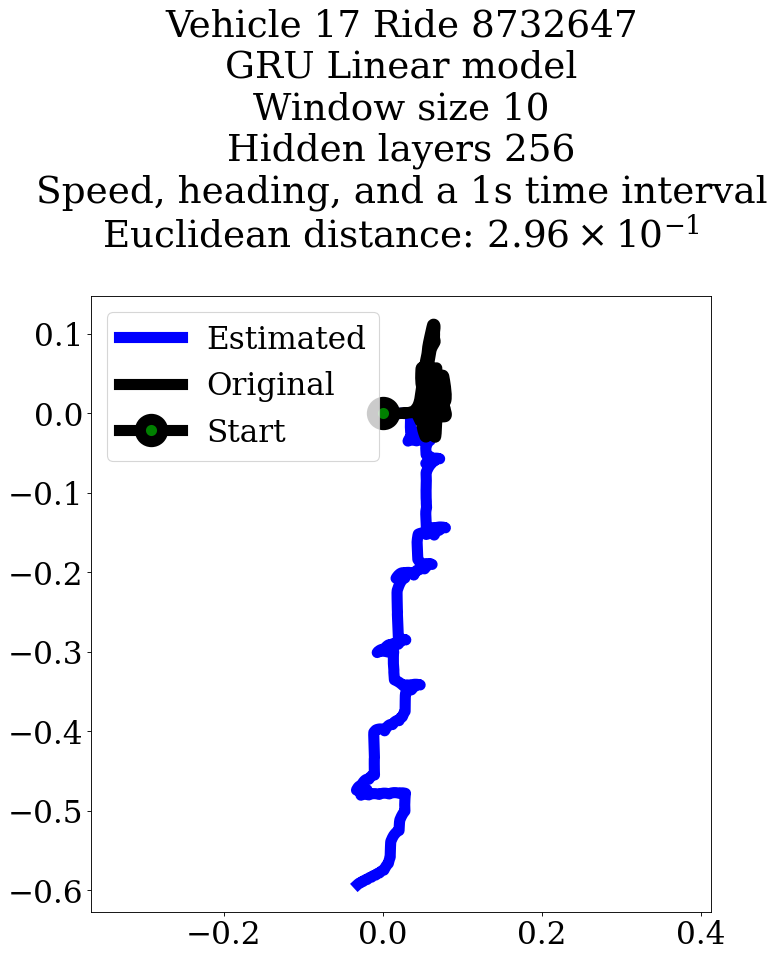 Vehicle 17 Ride 8732647
GRU Linear model
Window size 10
Hidden layers 256
Speed, heading, and a 1s time interval
Euclidean distance: 2.96 × 10⁻¹
Estimated
Original
Start
0.1
0.0
−0.1
−0.2
−0.3
−0.4
−0.5
−0.6
−0.2 0.0 0.2 0.4